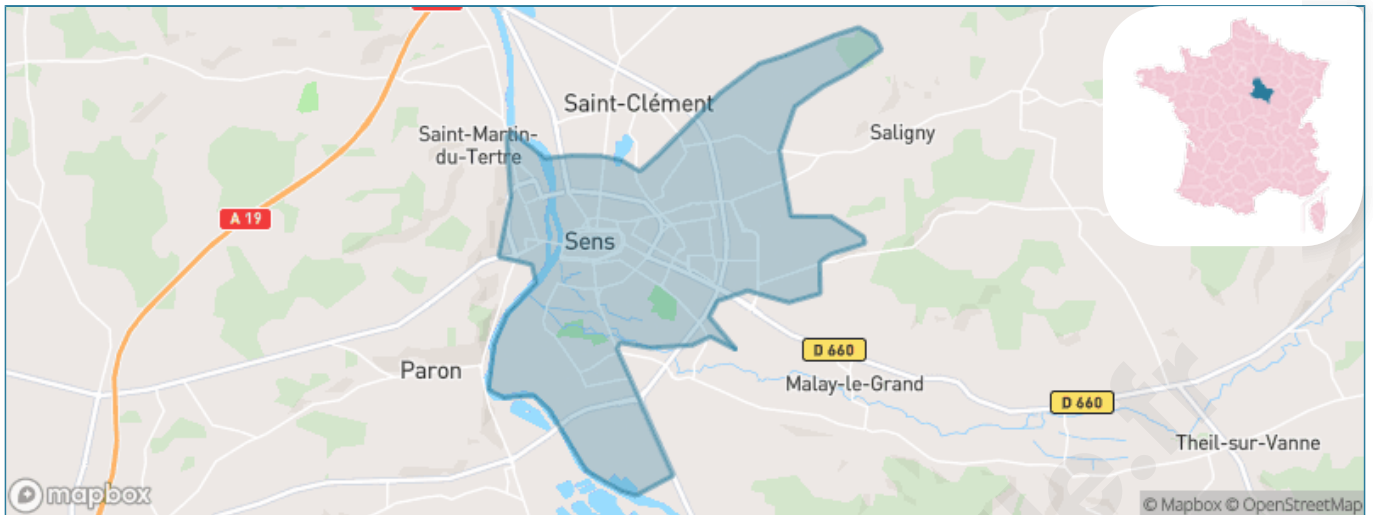 Saint-Clément
Saint-Martin-
du-Tertre
Saligny
A 19
Sens
D 660
Paron
Malay-le-Grand
D 660
Theil-sur-Vanne
mapbox
© Mapbox © OpenStreetMap